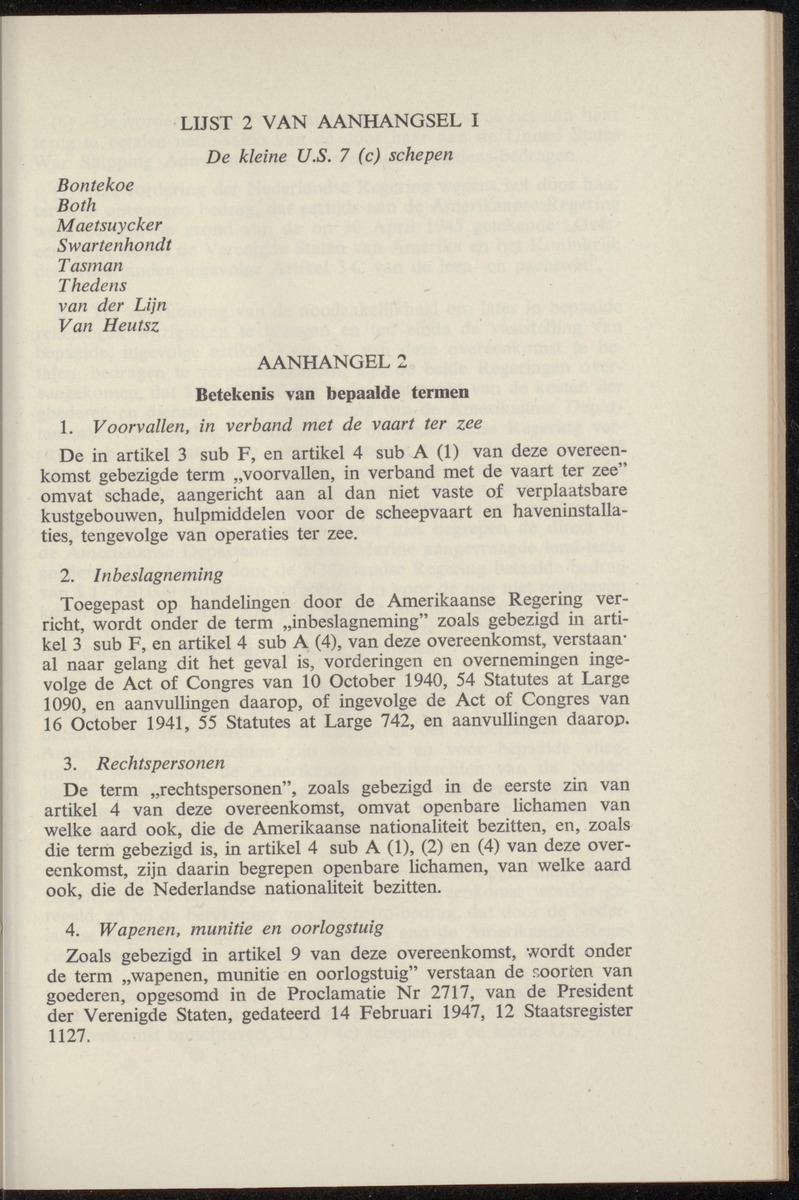 LIJST 2 VAN AANHANGSEL I
De kleine U.S. 7 (c) schepen
Bontekoe
Both
Maetsuycker
Swartenhondt
Tasman
Thedens
van der Lijn
Van Heutsz
AANHANGEL 2
Betekenis van bepaalde termen
1. Voorvallen, in verband met de vaart ter zee
De in artikel 3 sub F, en artikel 4 sub A (1) van deze overeen-
komst gebezigde term „voorvallen, in verband met de vaart ter zee”
omvat schade, aangericht aan al dan niet vaste of verplaatsbare
kustgebouwen, hulpmiddelen voor de scheepvaart en haveninstalla-
ties, tengevolge van operaties ter zee.
2. Inbeslagneming
Toegepast op handelingen door de Amerikaanse Regering ver-
richt, wordt onder de term „inbeslagneming” zoals gebezigd in arti-
kel 3 sub F, en artikel 4 sub A (4), van deze overeenkomst, verstaan
al naar gelang dit het geval is, vorderingen en overnemingen inge-
volge de Act of Congres van 10 October 1940, 54 Statutes at Large
1090, en aanvullingen daarop, of ingevolge de Act of Congres van
16 October 1941, 55 Statutes at Large 742, en aanvullingen daarop.
3. Rechtspersonen
De term „rechtspersonen”, zoals gebezigd in de eerste zin van
artikel 4 van deze overeenkomst, omvat openbare lichamen van
welke aard ook, die de Amerikaanse nationaliteit bezitten, en, zoals
die term gebezigd is, in artikel 4 sub A (1), (2) en (4) van deze over-
eenkomst, zijn daarin begrepen openbare lichamen, van welke aard
ook, die de Nederlandse nationaliteit bezitten.
4. Wapenen, munitie en oorlogstuig
Zoals gebezigd in artikel 9 van deze overeenkomst, wordt onder
de term „wapenen, munitie en oorlogstuig” verstaan de soorten van
goederen, opgesomd in de Proclamatie Nr 2717, van de President
der Verenigde Staten, gedateerd 14 Februari 1947, 12 Staatsregister
1127.